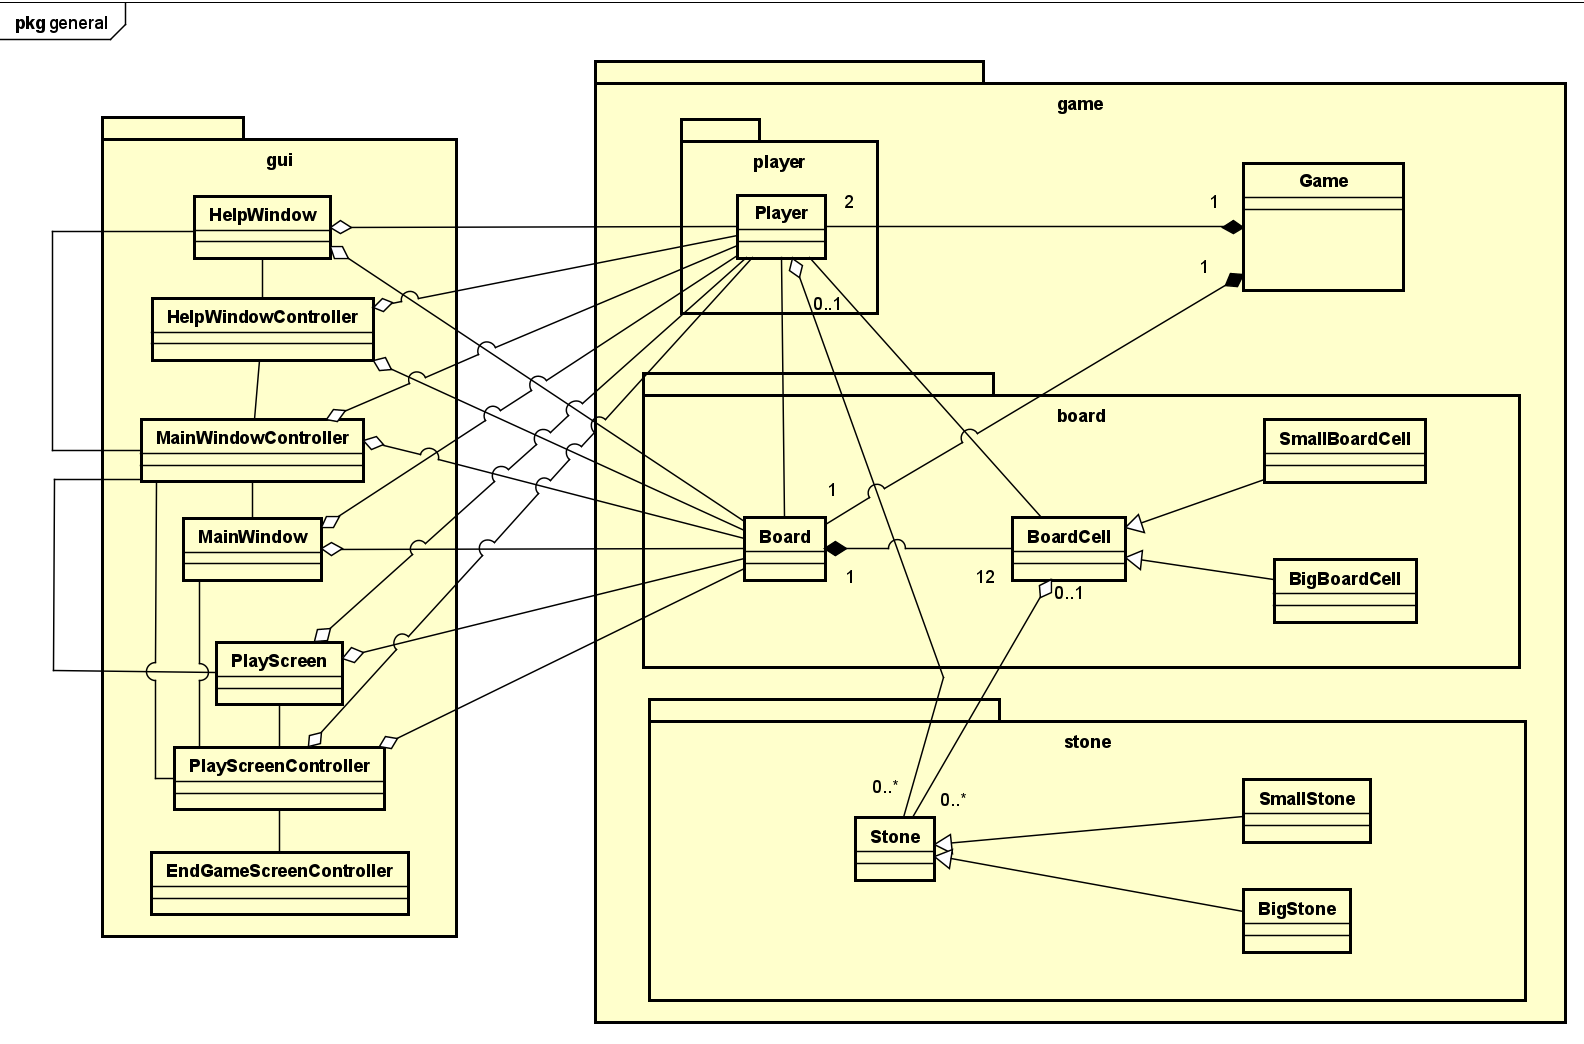 pkg general
gui
HelpWindow
HelpWindowController
MainWindowController
MainWindow
PlayScreen
PlayScreenController
EndGameScreenController
game
player
Player
2
1
Game
1
0..1
board
SmallBoardCell
1
Board
BoardCell
1
12
0..1
BigBoardCell
stone
0..*
0..*
Stone
SmallStone
BigStone